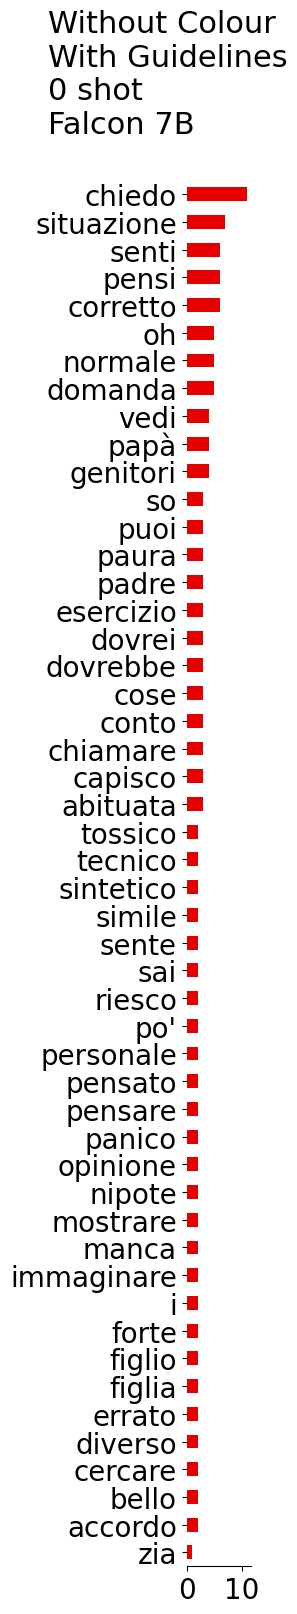 Without Colour
With Guidelines
0 shot
Falcon 7B
chiedo
situazione
senti
pensi
corretto
oh
normale
domanda
vedi
papà
genitori
so
puoi
paura
padre
esercizio
dovrei
dovrebbe
cose
conto
chiamare
capisco
abituata
tossico
tecnico
sintetico
simile
sente
sai
riesco
po'
personale
pensato
pensare
panico
opinione
nipote
mostrare
manca
immaginare
i
forte
figlio
figlia
errato
diverso
cercare
bello
accordo
zia
0 10